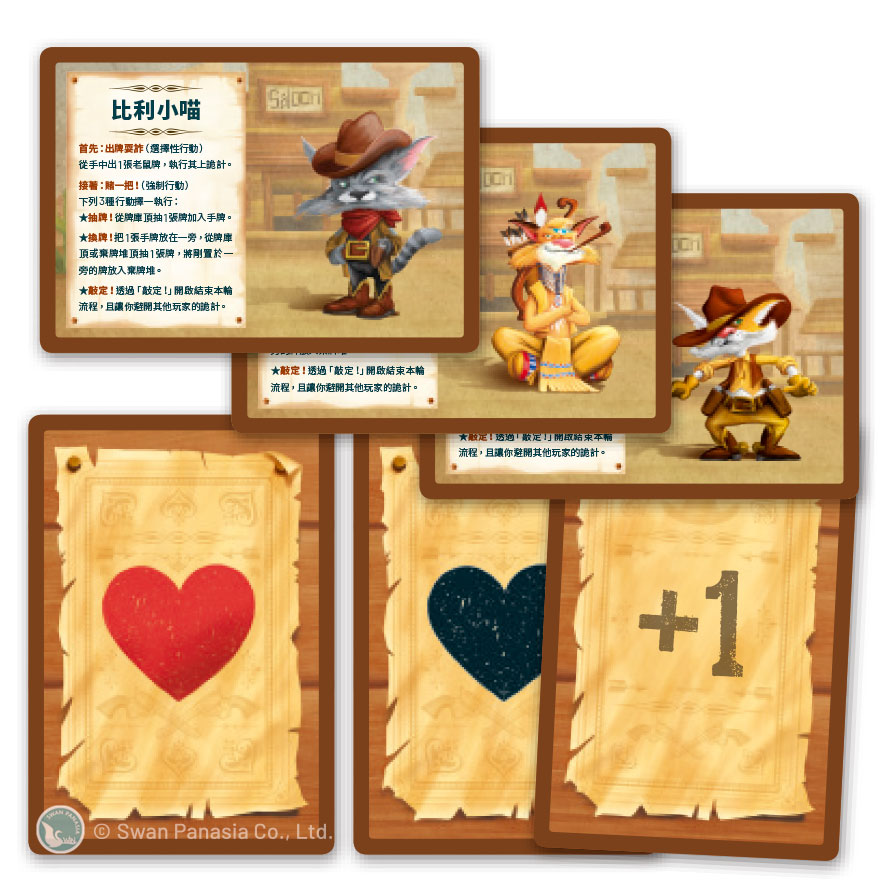 比利小喵
首先：出牌耍詐（選擇性行動）
從手中出1張老鼠牌，執行其上詭計。
接著：賭一把！（強制行動）
下列3種行動擇一執行：
★抽牌！從牌庫頂抽1張牌加入手牌。
★換牌！把1張手牌放在一旁，從牌庫
頂或棄牌堆頂抽1張牌，將剛置於一
旁的牌放入棄牌堆。
★敲定！透過「敲定！」開啟結束本輪
流程，且讓你避開其他玩家的詭計。
SALOON
★敲定！透過「敲定！」開啟結束本輪
流程，且讓你避開其他玩家的詭計。
★敲定！透過「敲定！」開啟結束本輪
流程，且讓你避開其他玩家的詭計。
+1
SWAN PANASIA
© Swan Panasia Co., Ltd.